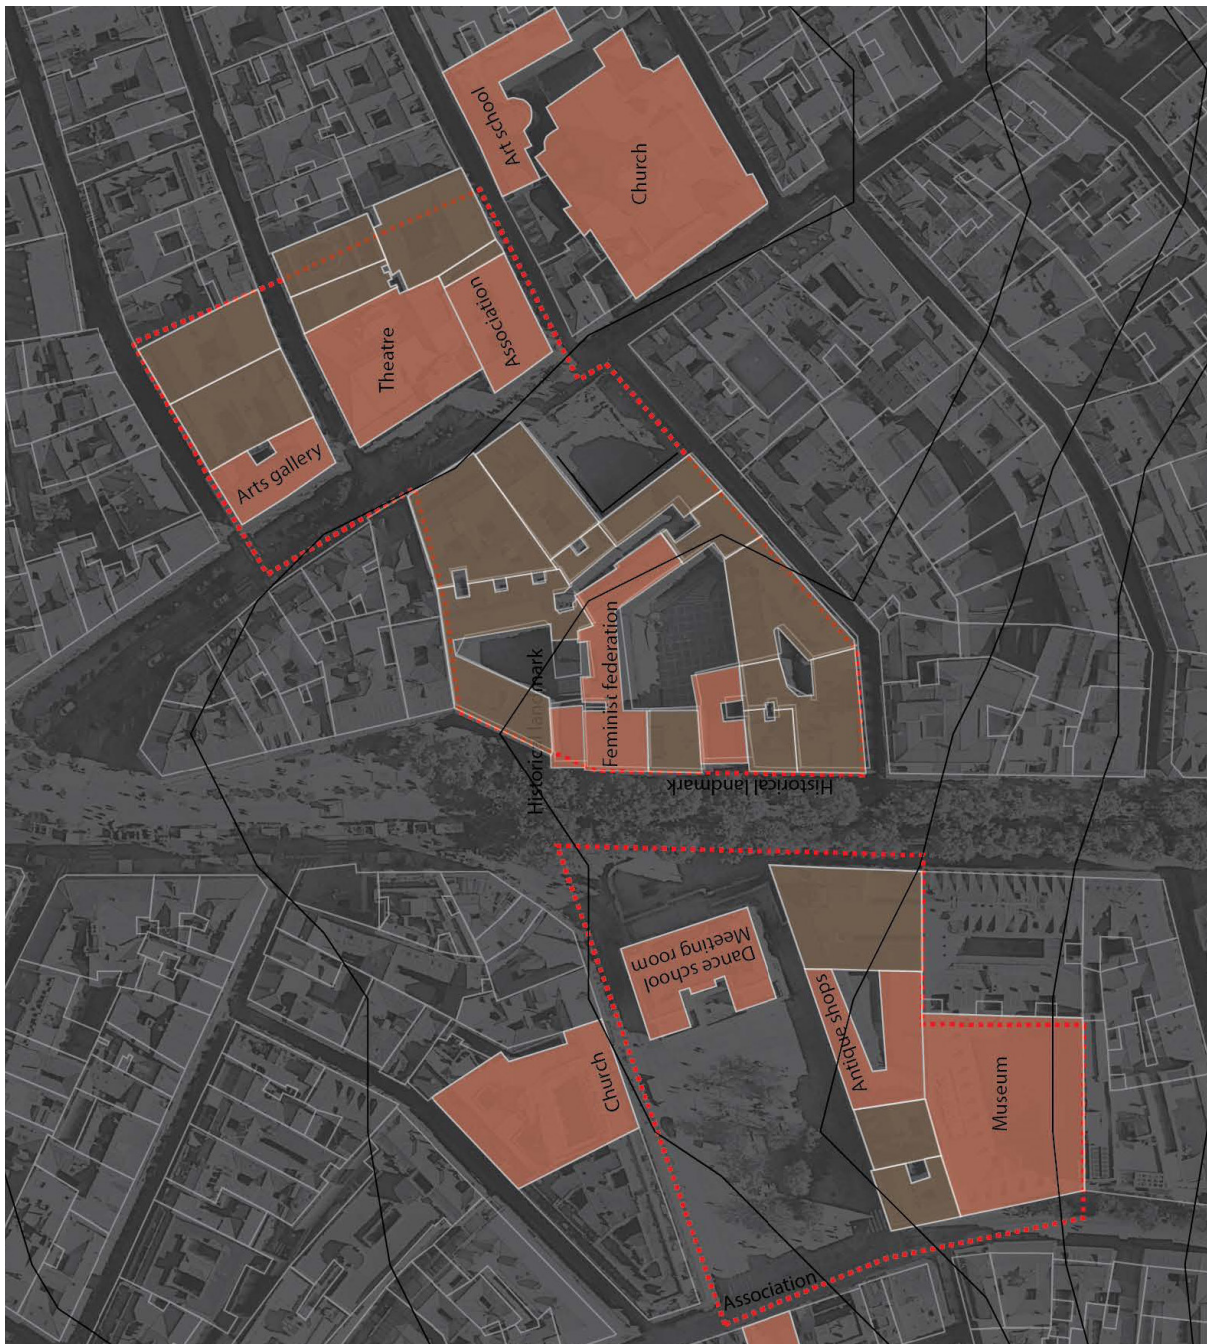 Art school
Church
Theatre
Association
Arts gallery
Historical landmark
Feminist federation
Historical landmark
Dance school
Meeting room
Antique shops
Church
Museum
Association